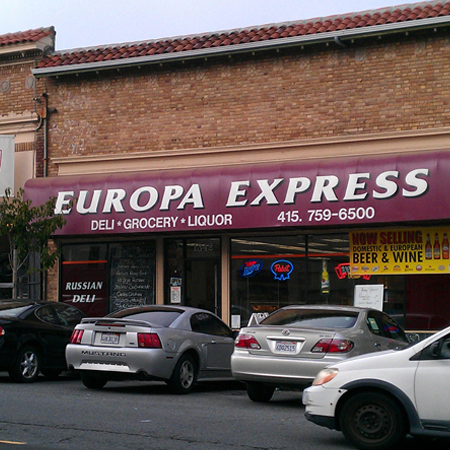 EUROPA EXPRESS
DELI * GROCERY * LIQUOR
415. 759-6500
NOW SELLING
DOMESTIC & EUROPEAN
BEER & WINE
RUSSIAN
DELI
Pabst
MUSTANG